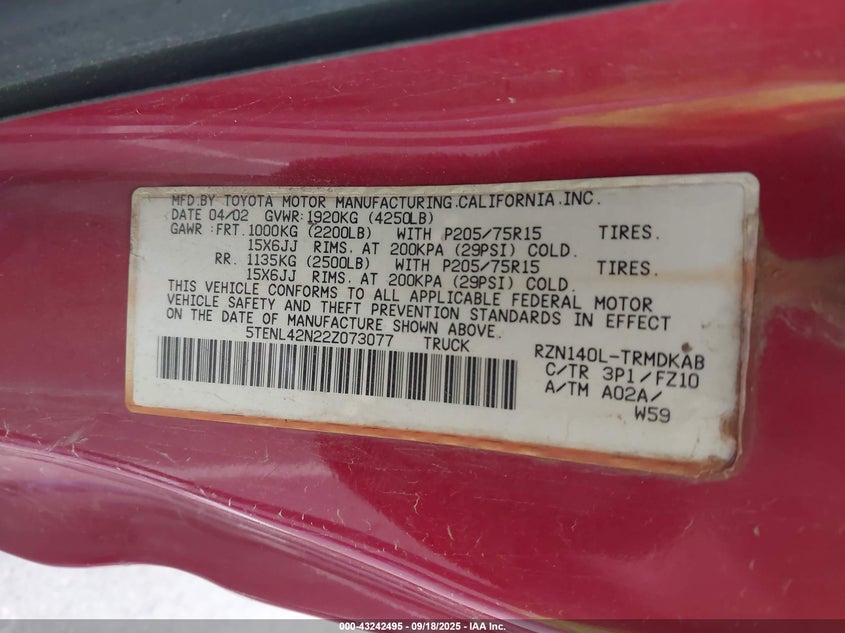 MFD.BY TOYOTA MOTOR MANUFACTURING.CALIFORNIA.INC.
DATE 04/02 GVWR:1920KG (4250LB)
GAWR:FRT.1000KG (2200LB) WITH P205/75R15 TIRES.
15X6JJ RIMS. AT 200KPA (29PSI) COLD.
RR. 1135KG (2500LB) WITH P205/75R15 TIRES.
15X6JJ RIMS. AT 200KPA (29PSI) COLD.
THIS VEHICLE CONFORMS TO ALL APPLICABLE FEDERAL MOTOR
VEHICLE SAFETY AND THEFT PREVENTION STANDARDS IN EFFECT
ON THE DATE OF MANUFACTURE SHOWN ABOVE.
5TENL42N22Z073077 TRUCK
RZN140L-TRMDKAB
C/TR 3P1/FZ10
A/TM A02A/
W59
000-43242495 - 09/18/2025 - IAA Inc.